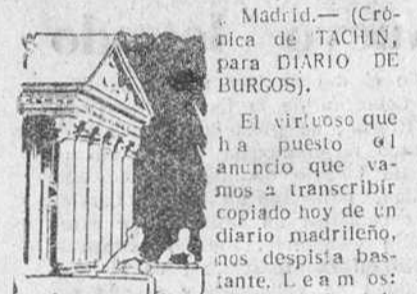 Madrid.— (Cró-
nica de TACHIN,
para DIARIO DE
BURGOS).
El virtuoso que
ha puesto el
anuncio que va-
mos a transcribir
copiado hoy de un
diario madrileño,
nos despista bas-
tante. Leamos: